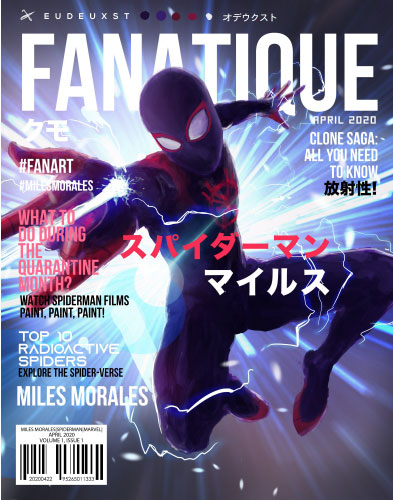 EUDEUXST オデウクスト
FANATIQUE
クモ
APRIL 2020
CLONE SAGA:
ALL YOU NEED
TO KNOW
放射性!
#FANART
#MILESMORALES
スパイダーマン
マイルス
WHAT TO
DO DURING
THE
QUARANTINE
MONTH?
WATCH SPIDERMAN FILMS
PAINT, PAINT, PAINT!
TOP 10
RADIOACTIVE
SPIDERS
EXPLORE THE SPIDER-VERSE
MILES MORALES
MILES MORALES|SPIDERMAN|MARVEL|
APRIL 2020
VOLUME 1, ISSUE 1
20200422 95265011333